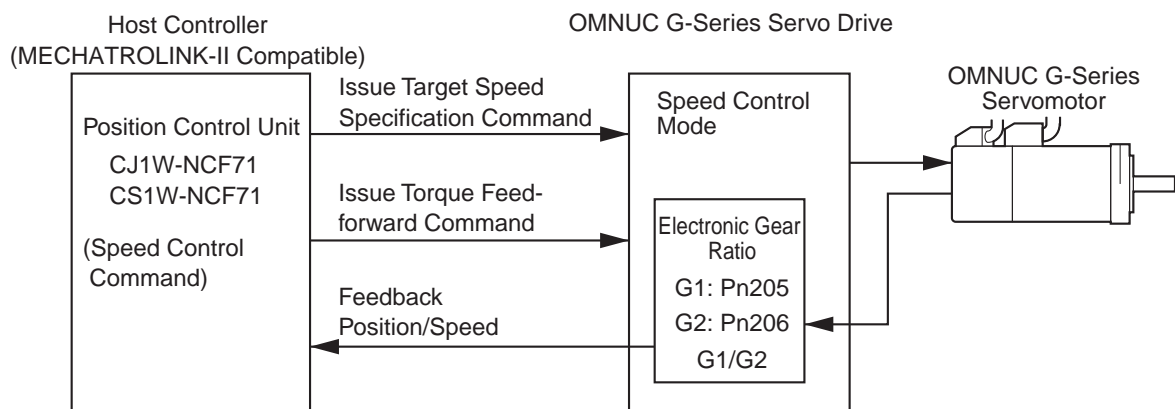 Host Controller
(MECHATROLINK-II Compatible)
Position Control Unit
CJ1W-NCF71
CS1W-NCF71
(Speed Control
Command)
Issue Target Speed
Specification Command
Issue Torque Feed-
forward Command
Feedback
Position/Speed
OMNUC G-Series Servo Drive
Speed Control
Mode
Electronic Gear
Ratio
G1: Pn205
G2: Pn206
G1/G2
OMNUC G-Series
Servomotor